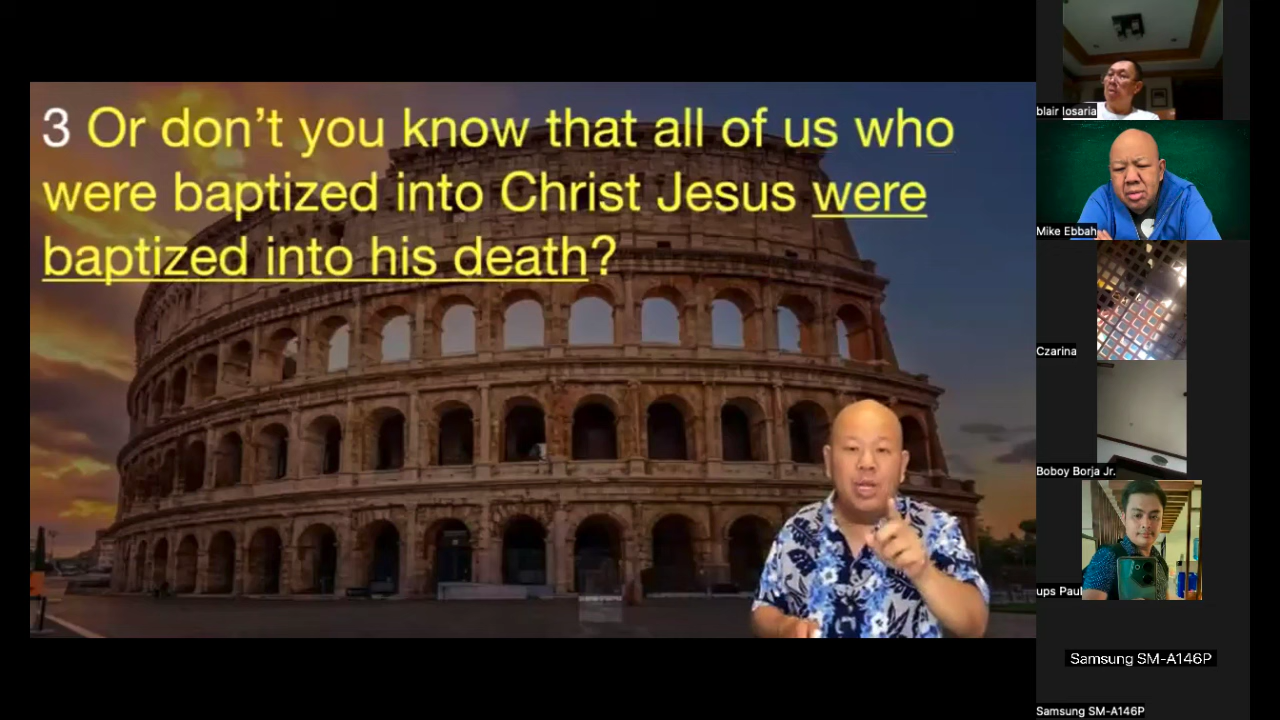 3 Or don't you know that all of us who
were baptized into Christ Jesus were
baptized into his death?
blair losaria
Mike Ebbah
Czarina
Boboy Borja Jr.
ups Paul
Samsung SM-A146P
Samsung SM-A146P